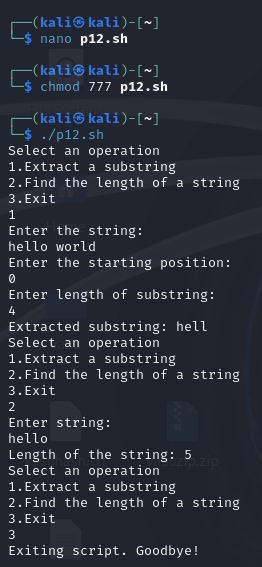 ┌──(kali㉿kali)-[~]
└─$ nano p12.sh
┌──(kali㉿kali)-[~]
└─$ chmod 777 p12.sh
┌──(kali㉿kali)-[~]
└─$ ./p12.sh
Select an operation
1.Extract a substring
2.Find the length of a string
3.Exit
1
Enter the string:
hello world
Enter the starting position:
0
Enter length of substring:
4
Extracted substring: hell
Select an operation
1.Extract a substring
2.Find the length of a string
3.Exit
2
Enter string:
hello
Length of the string: 5
Select an operation
1.Extract a substring
2.Find the length of a string
3.Exit
3
Exiting script. Goodbye!